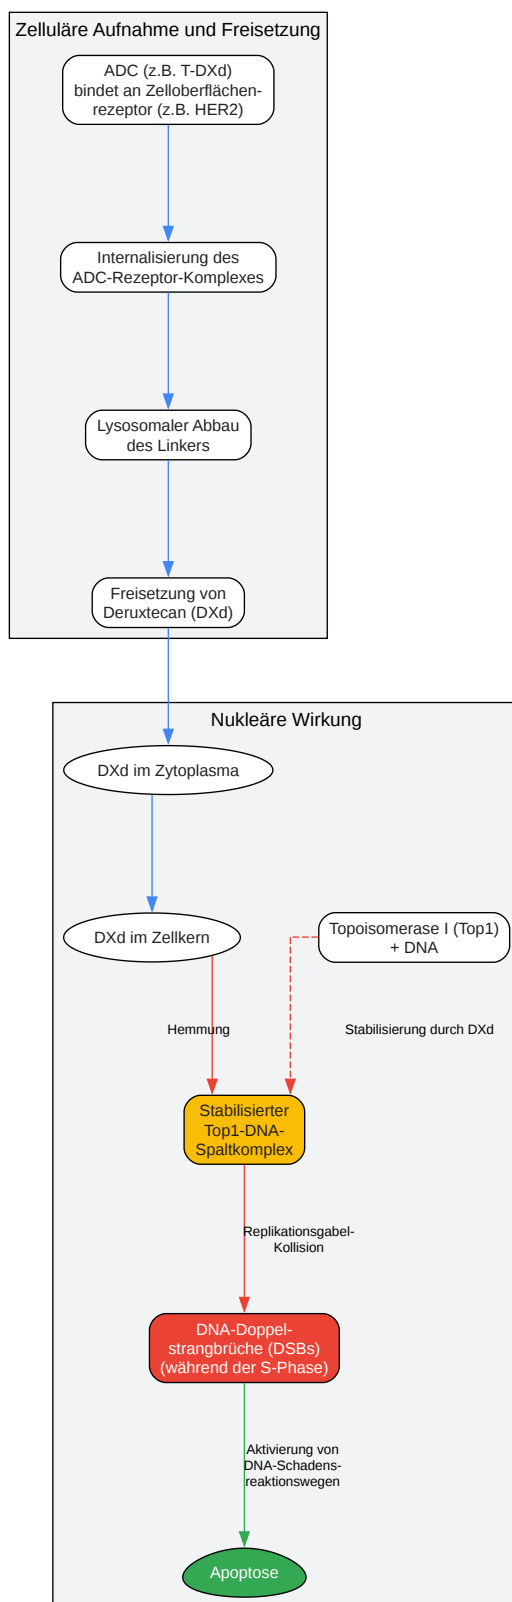 Zelluläre Aufnahme und Freisetzung
ADC (z.B. T-DXd)
bindet an Zelloberflächen-
rezeptor (z.B. HER2)
Internalisierung des
ADC-Rezeptor-Komplexes
Lysosomaler Abbau
des Linkers
Freisetzung von
Deruxtecan (DXd)
Nukleäre Wirkung
DXd im Zytoplasma
DXd im Zellkern
Topoisomerase I (Top1)
+ DNA
Hemmung
Stabilisierung durch DXd
Stabilisierter
Top1-DNA-
Spaltkomplex
Replikationsgabel-
Kollision
DNA-Doppel-
strangbrüche (DSBs)
(während der S-Phase)
Aktivierung von
DNA-Schadens-
reaktionswegen
Apoptose